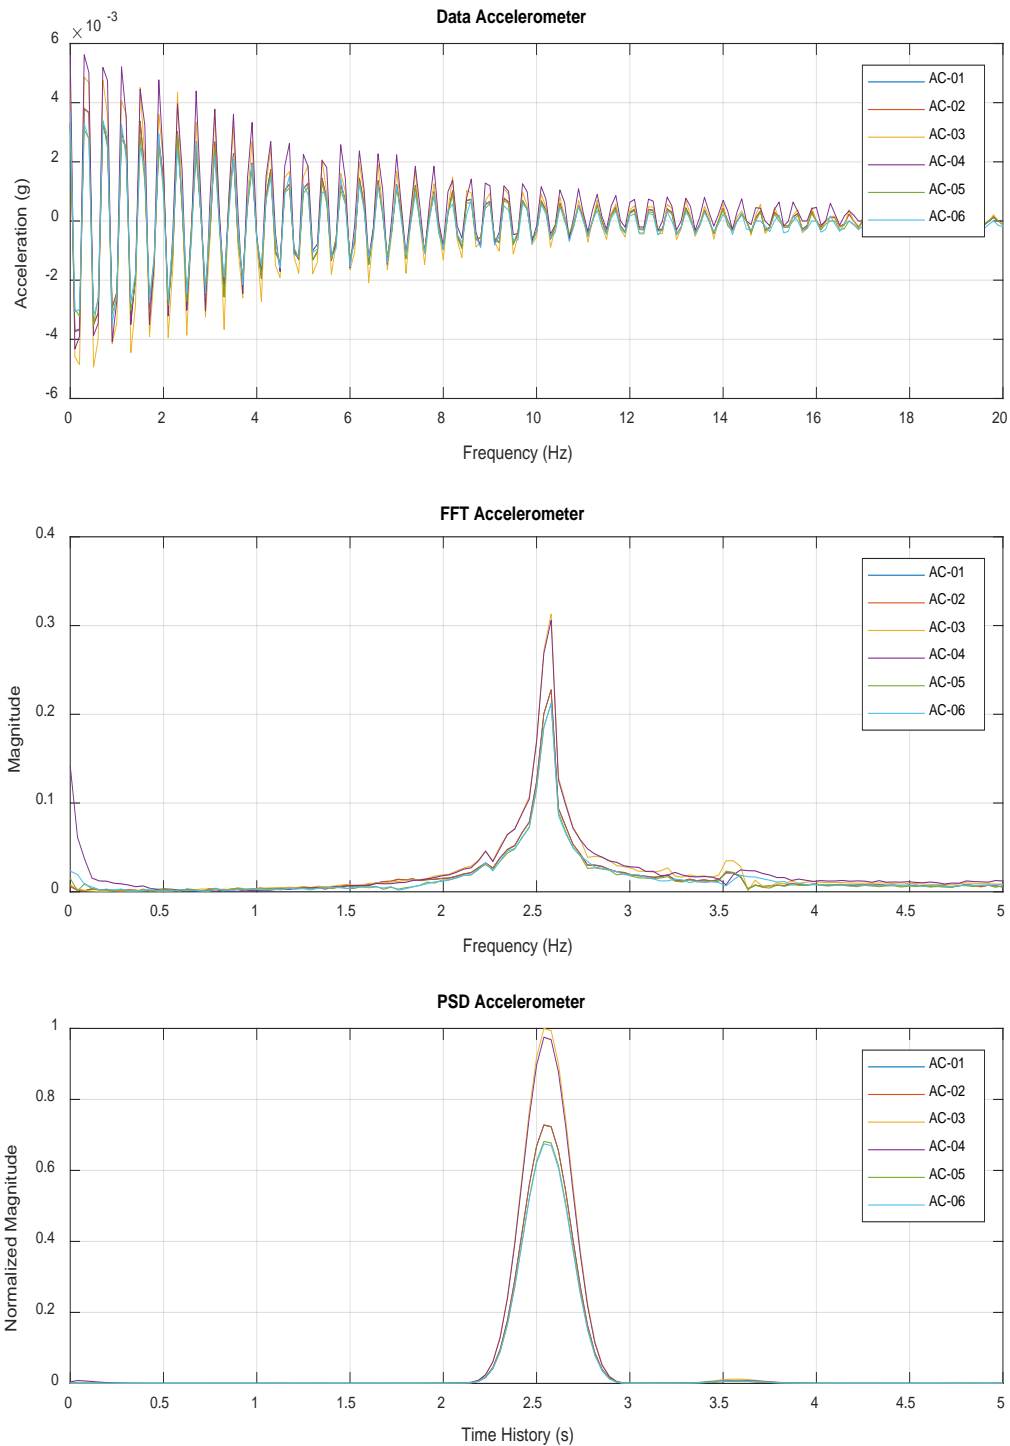 Data Accelerometer
× 10 -3
6
4
2
0
-2
-4
-6
Acceleration (g)
0 2 4 6 8 10 12 14 16 18 20
Frequency (Hz)
AC-01
AC-02
AC-03
AC-04
AC-05
AC-06
FFT Accelerometer
0.4
0.3
0.2
0.1
0
Magnitude
0 0.5 1 1.5 2 2.5 3 3.5 4 4.5 5
Frequency (Hz)
AC-01
AC-02
AC-03
AC-04
AC-05
AC-06
PSD Accelerometer
1
0.8
0.6
0.4
0.2
0
Normalized Magnitude
0 0.5 1 1.5 2 2.5 3 3.5 4 4.5 5
Time History (s)
AC-01
AC-02
AC-03
AC-04
AC-05
AC-06